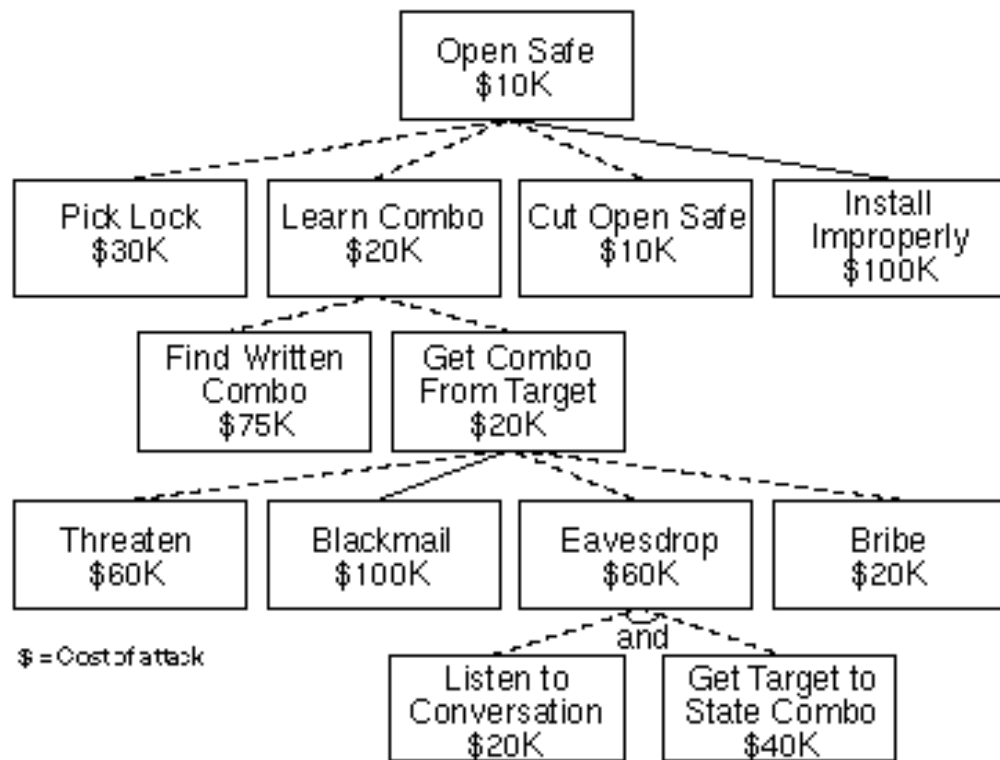 Open Safe
$10K
Pick Lock
$30K
Learn Combo
$20K
Cut Open Safe
$10K
Install
Improperly
$100K
Find Written
Combo
$75K
Get Combo
From Target
$20K
Threaten
$60K
Blackmail
$100K
Eavesdrop
$60K
Bribe
$20K
and
$ = Cost of attack
Listen to
Conversation
$20K
Get Target to
State Combo
$40K